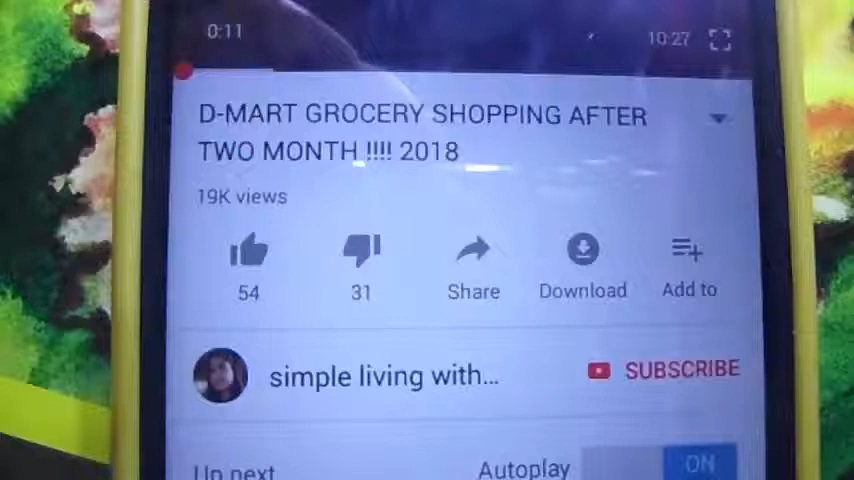 0:11
10:27
D-MART GROCERY SHOPPING AFTER
TWO MONTH !!!! 2018
19K views
54
31
Share
Download
Add to
simple living with...
SUBSCRIBE
Up next
Autoplay
ON